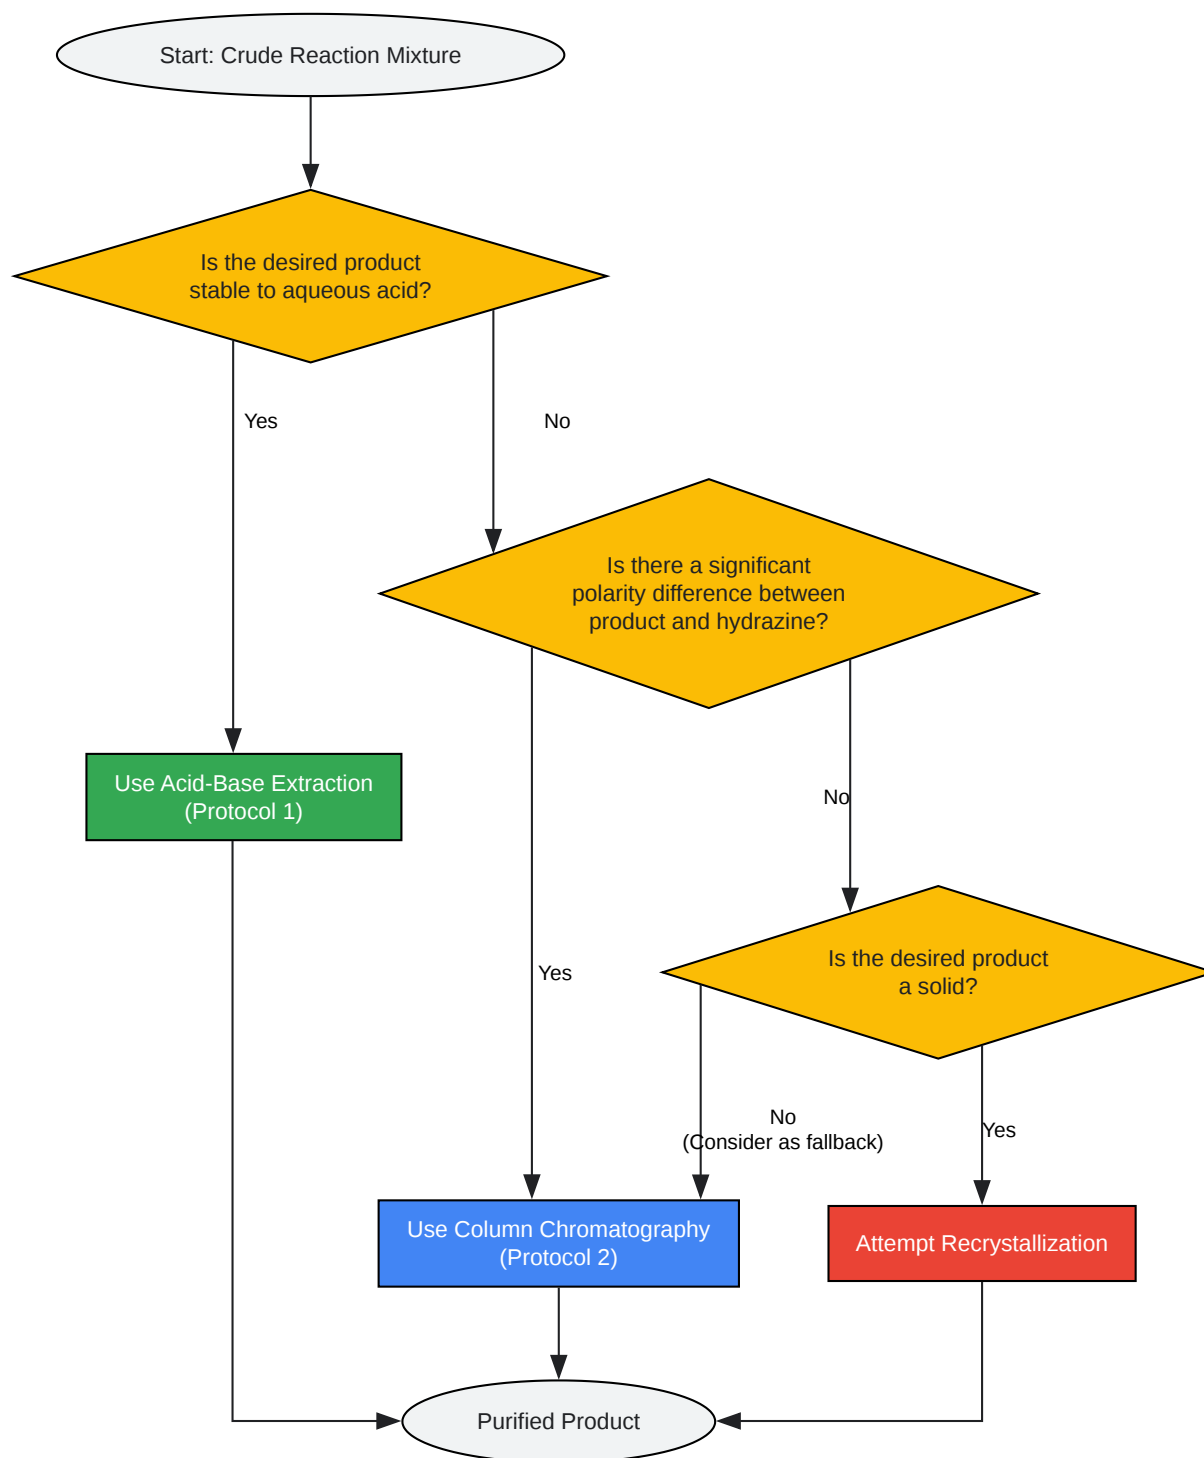 Start: Crude Reaction Mixture
Is the desired product
stable to aqueous acid?
Yes
No
Is there a significant
polarity difference between
product and hydrazine?
Use Acid-Base Extraction
(Protocol 1)
No
Yes
Is the desired product
a solid?
No
(Consider as fallback)
Yes
Use Column Chromatography
(Protocol 2)
Attempt Recrystallization
Purified Product